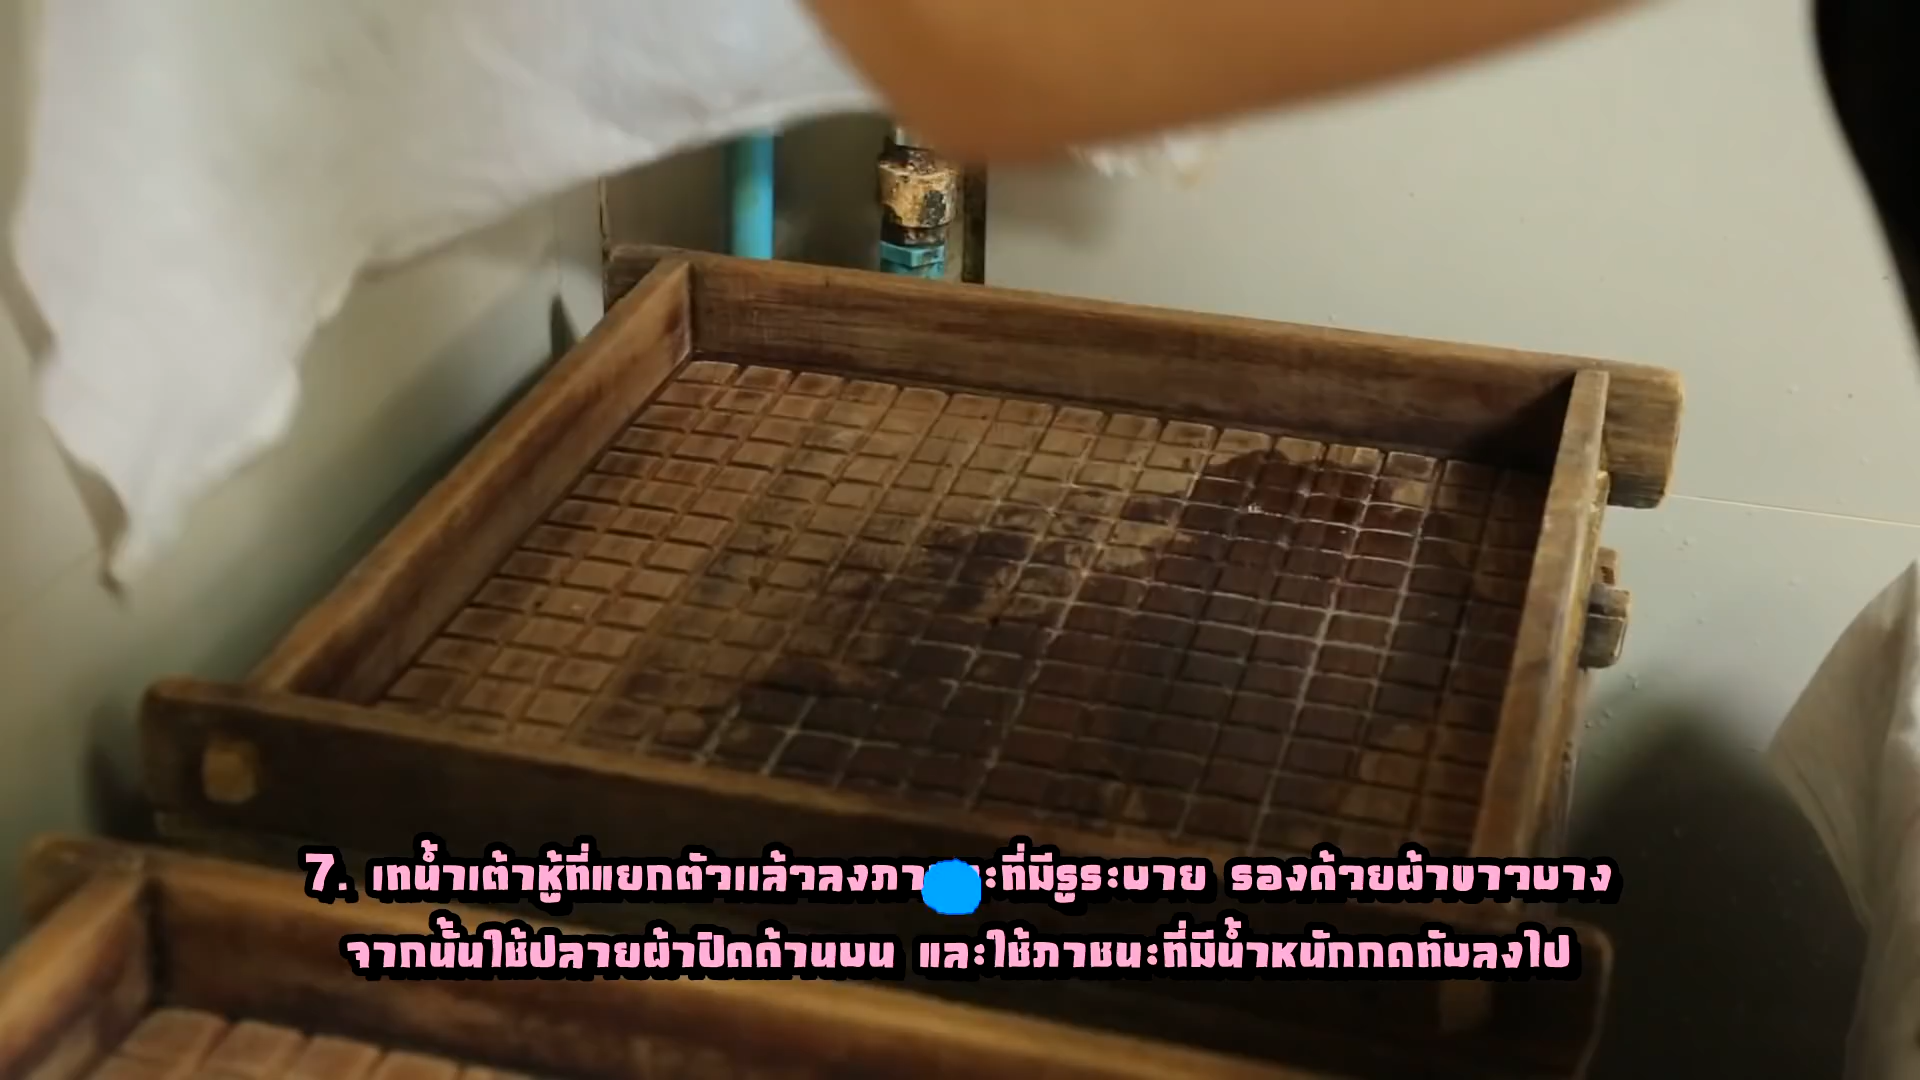 7. เทน้ำเต้าหู้ที่แยกตัวแล้วลง ที่มีรูระบาย รองด้วยผ้าขาวบาง
จากนั้นใช้ปลายผ้าปิดด้านบน และใช้ภาชนะที่มีน้ำหนักกดทับลงไป